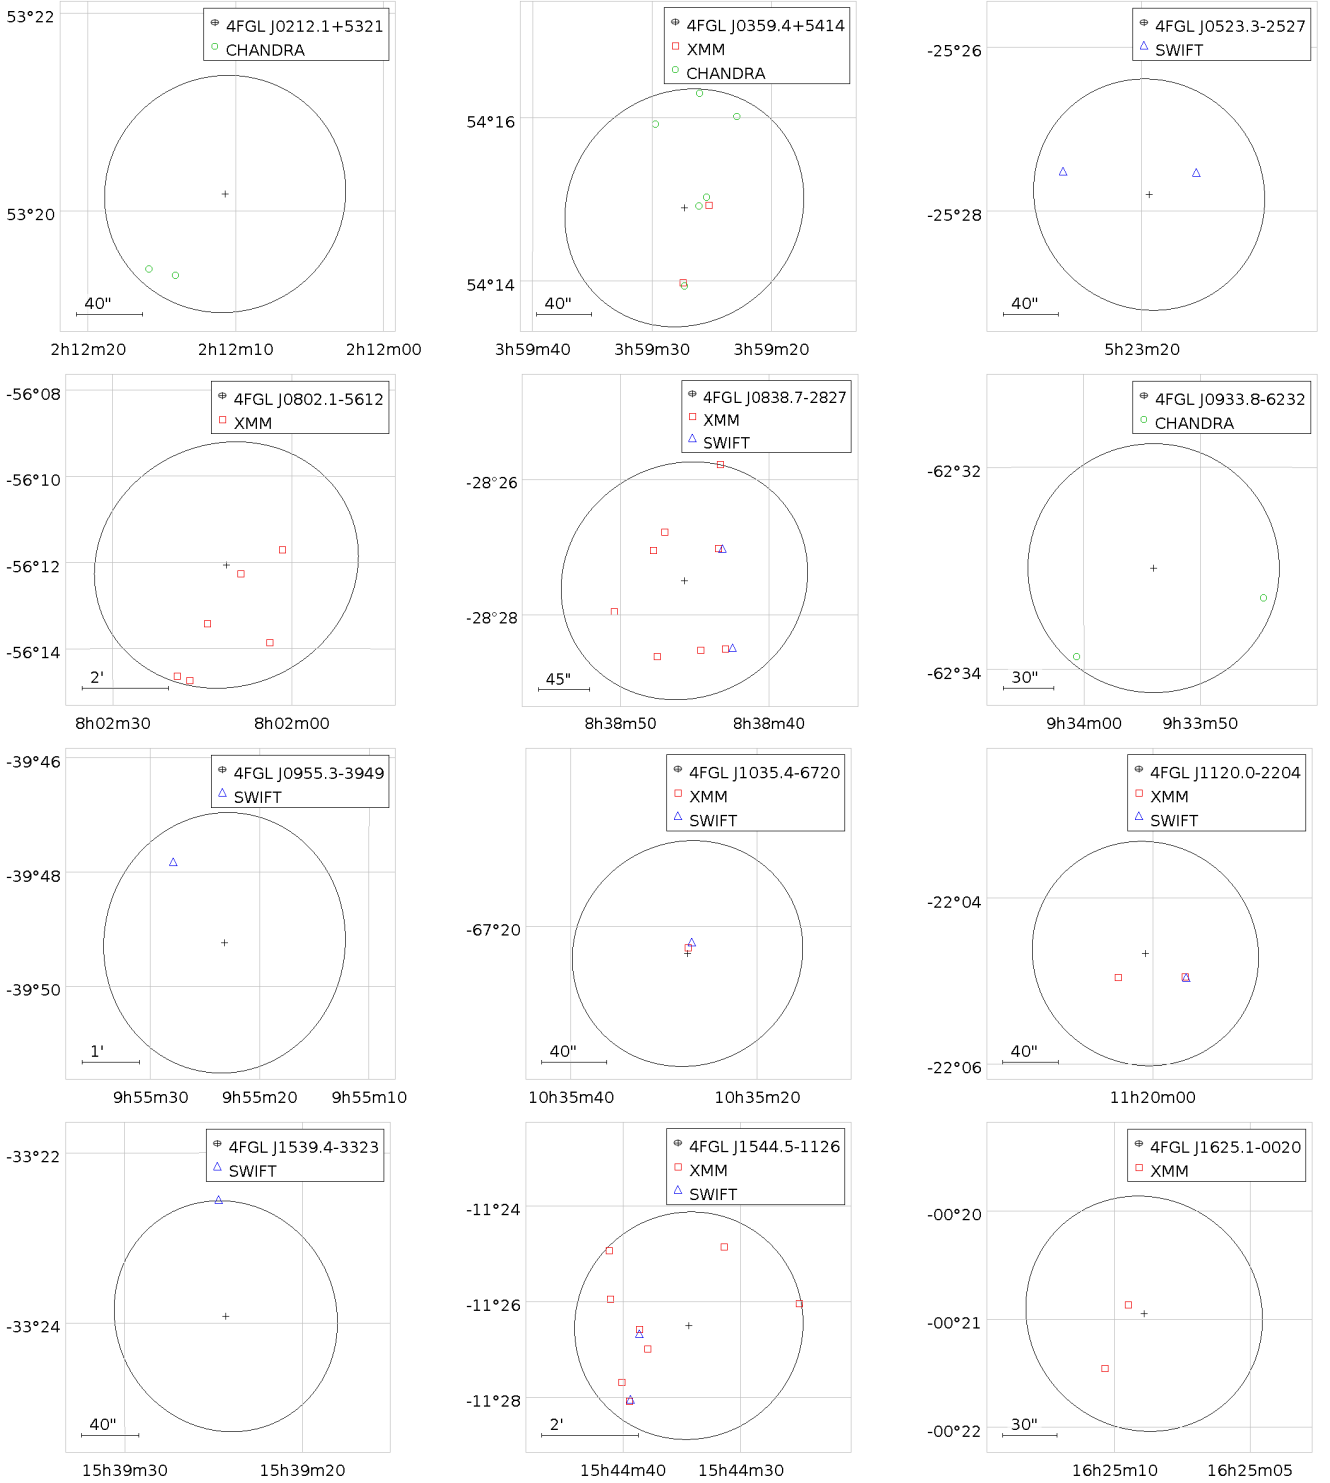 53°22
4FGL J0212.1+5321
CHANDRA
53°20
40"
2h12m20
2h12m10
2h12m00
4FGL J0359.4+5414
XMM
CHANDRA
54°16
54°14
40"
3h59m40
3h59m30
3h59m20
4FGL J0523.3-2527
SWIFT
-25°26
-25°28
40"
5h23m20
-56°08
4FGL J0802.1-5612
XMM
-56°10
-56°12
-56°14
2'
8h02m30
8h02m00
4FGL J0838.7-2827
XMM
SWIFT
-28°26
-28°28
45"
8h38m50
8h38m40
4FGL J0933.8-6232
CHANDRA
-62°32
-62°34
30"
9h34m00
9h33m50
-39°46
4FGL J0955.3-3949
SWIFT
-39°48
-39°50
1'
9h55m30
9h55m20
9h55m10
4FGL J1035.4-6720
XMM
SWIFT
-67°20
40"
10h35m40
10h35m20
4FGL J1120.0-2204
XMM
SWIFT
-22°04
-22°06
40"
11h20m00
-33°22
4FGL J1539.4-3323
SWIFT
-33°24
40"
15h39m30
15h39m20
4FGL J1544.5-1126
XMM
SWIFT
-11°24
-11°26
-11°28
2'
15h44m40
15h44m30
4FGL J1625.1-0020
XMM
-00°20
-00°21
-00°22
30"
16h25m10
16h25m05